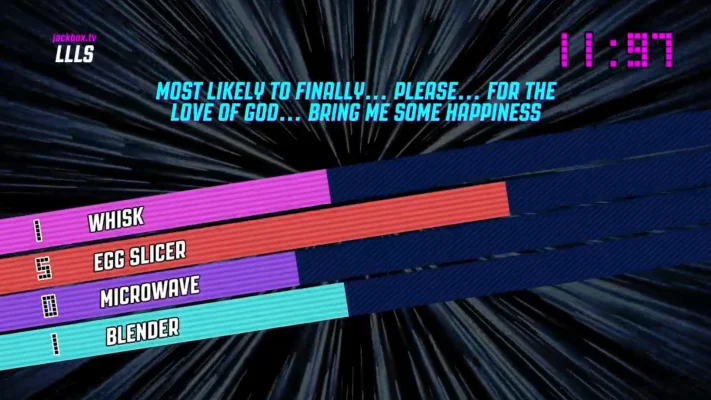 jackbox.tv
LLLS
11:97
MOST LIKELY TO FINALLY... PLEASE... FOR THE
LOVE OF GOD... BRING ME SOME HAPPINESS
1 WHISK
5 EGG SLICER
0 MICROWAVE
1 BLENDER